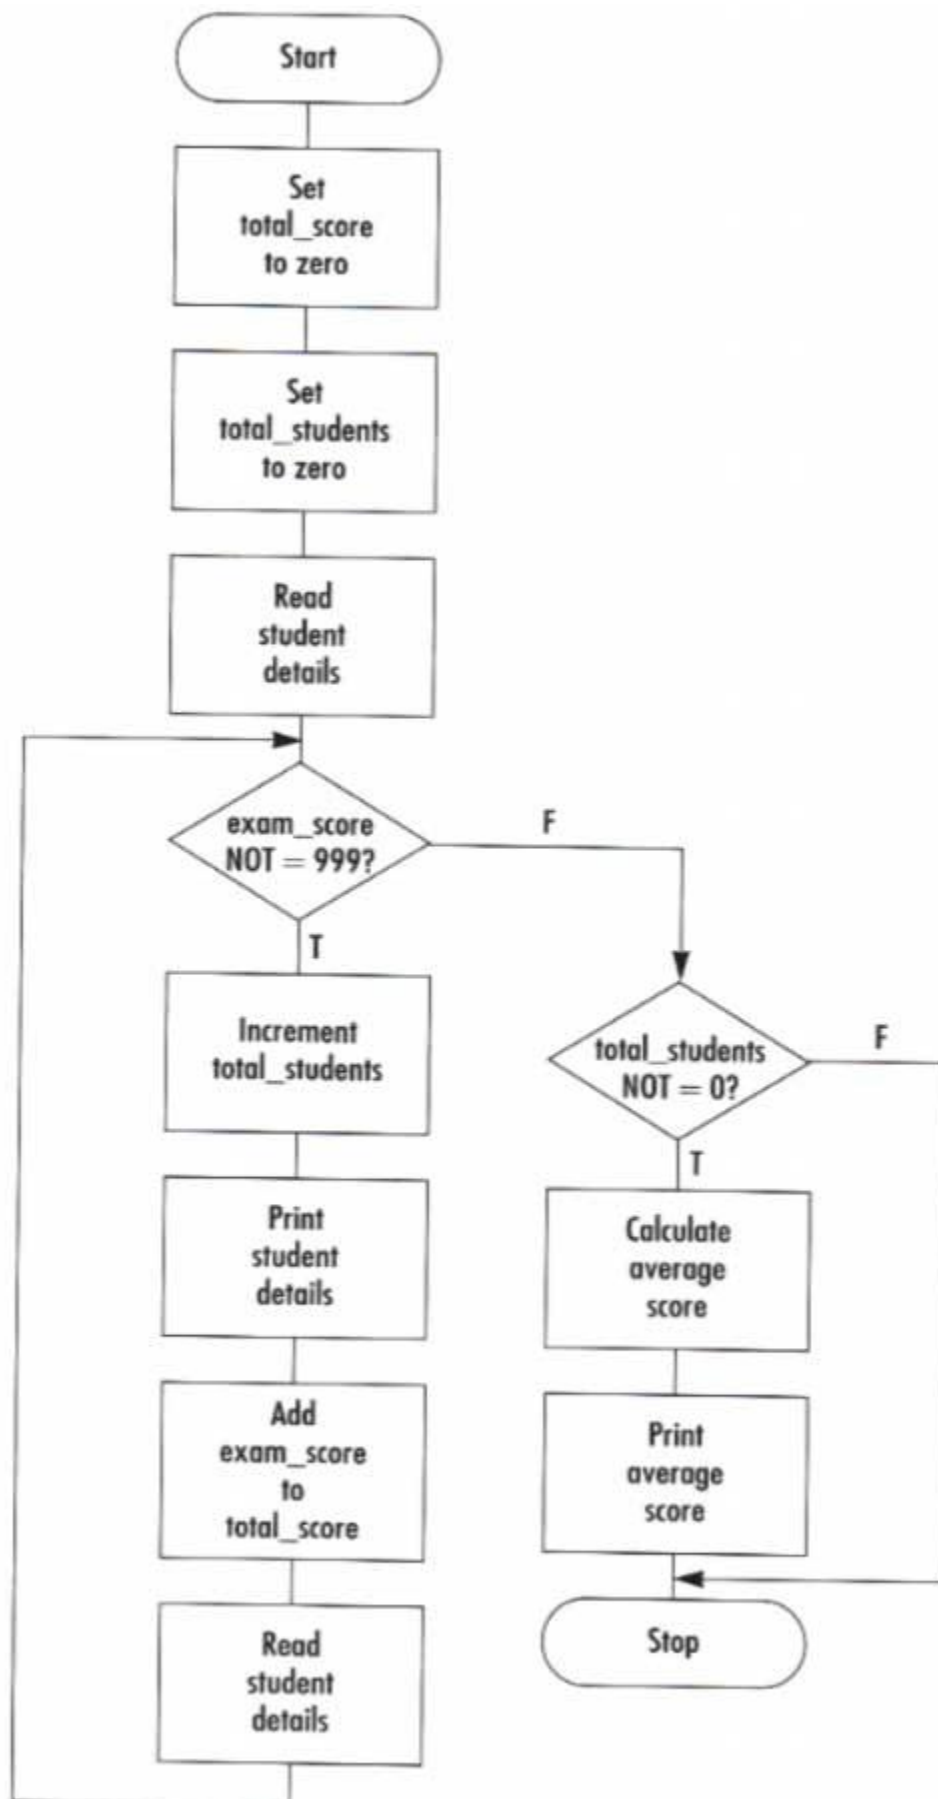 Start
Set
total_score
to zero
Set
total_students
to zero
Read
student
details
exam_score
NOT = 999?
F
T
Increment
total_students
Print
student
details
Add
exam_score
to
total_score
Read
student
details
total_students
NOT = 0?
F
T
Calculate
average
score
Print
average
score
Stop